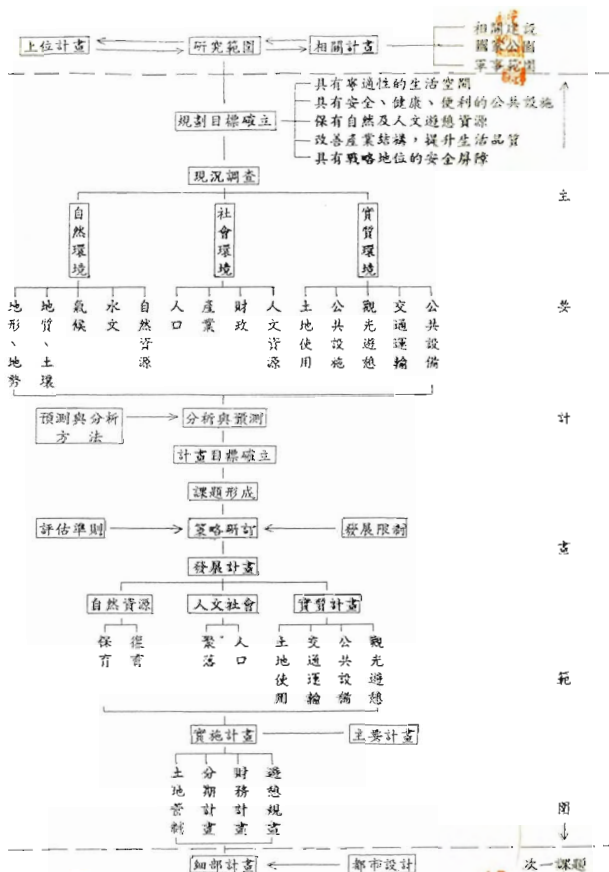 上位計畫
研究範圍
相關計畫
相關建設
國家公園
軍事範圍
規劃目標確立
具有寧適性的生活空間
具有安全、健康、便利的公共設施
保有自然及人文遊憩資源
改善產業結構，提升生活品質
具有戰略地位的安全屏障
現況調查
自然環境
社會環境
實質環境
地形、地勢
地質、土壤
氣候
水文
自然資源
人口
產業
財政
人文資源
土地使用
公共設施
觀光遊憩
交通運輸
公共設備
預測與分析
方法
分析與預測
計畫目標確立
課題形成
評估準則
策略研訂
發展限制
發展計畫
自然資源
人文社會
實質計畫
保育
復育
聚落
人口
土地使用
交通運輸
公共設備
觀光遊憩
實施計畫
主要計畫
土地管制
分期計畫
財務計畫
遊憩規畫
主要計畫範圍
細部計畫
都市設計
次一課題